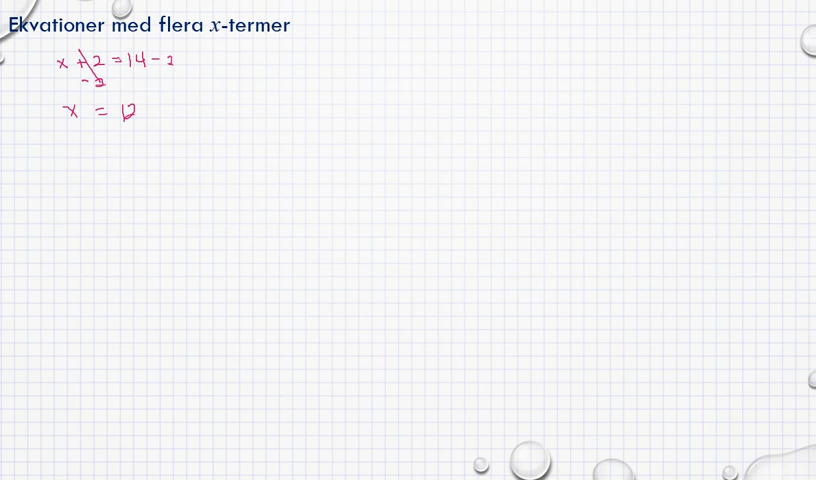 Ekvationer med flera x-termer
x + 2 = 14 - 2
- 2
x = 12